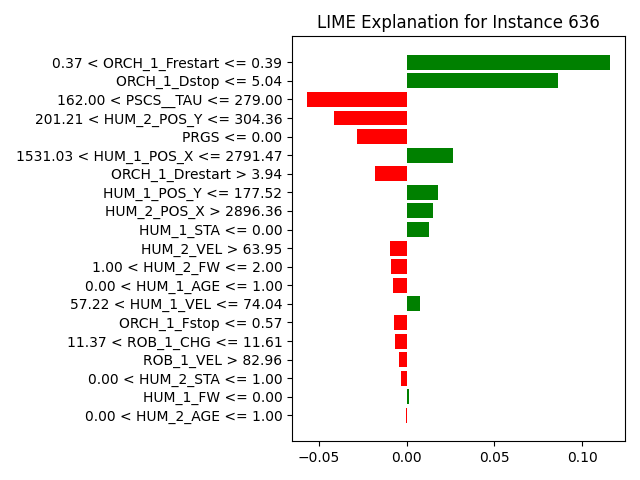 LIME Explanation for Instance 636
0.37 < ORCH_1_Frestart <= 0.39
ORCH_1_Dstop <= 5.04
162.00 < PSCS__TAU <= 279.00
201.21 < HUM_2_POS_Y <= 304.36
PRGS <= 0.00
1531.03 < HUM_1_POS_X <= 2791.47
ORCH_1_Drestart > 3.94
HUM_1_POS_Y <= 177.52
HUM_2_POS_X > 2896.36
HUM_1_STA <= 0.00
HUM_2_VEL > 63.95
1.00 < HUM_2_FW <= 2.00
0.00 < HUM_1_AGE <= 1.00
57.22 < HUM_1_VEL <= 74.04
ORCH_1_Fstop <= 0.57
11.37 < ROB_1_CHG <= 11.61
ROB_1_VEL > 82.96
0.00 < HUM_2_STA <= 1.00
HUM_1_FW <= 0.00
0.00 < HUM_2_AGE <= 1.00
−0.05 0.00 0.05 0.10